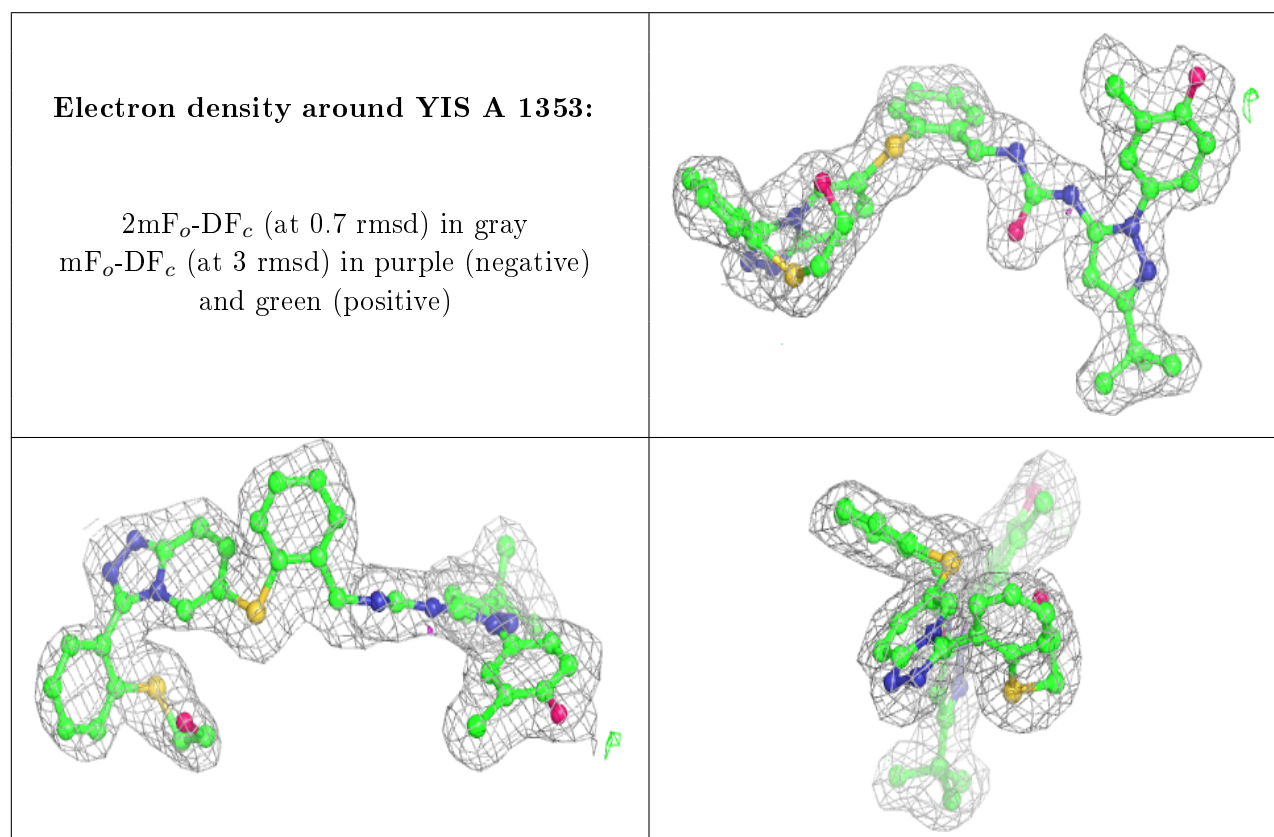 Electron density around YIS A 1353:
2mFₒ-DF𝒸 (at 0.7 rmsd) in gray
mFₒ-DF𝒸 (at 3 rmsd) in purple (negative)
and green (positive)